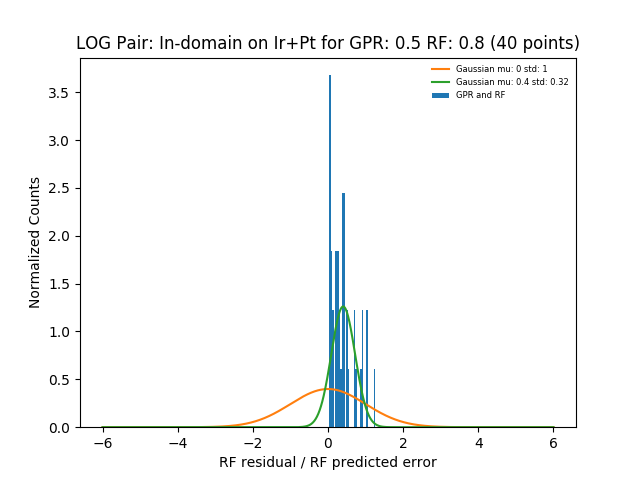 LOG Pair: In-domain on Ir+Pt for GPR: 0.5 RF: 0.8 (40 points)
Gaussian mu: 0 std: 1
Gaussian mu: 0.4 std: 0.32
GPR and RF
Normalized Counts
3.5
3.0
2.5
2.0
1.5
1.0
0.5
0.0
−6 −4 −2 0 2 4 6
RF residual / RF predicted error